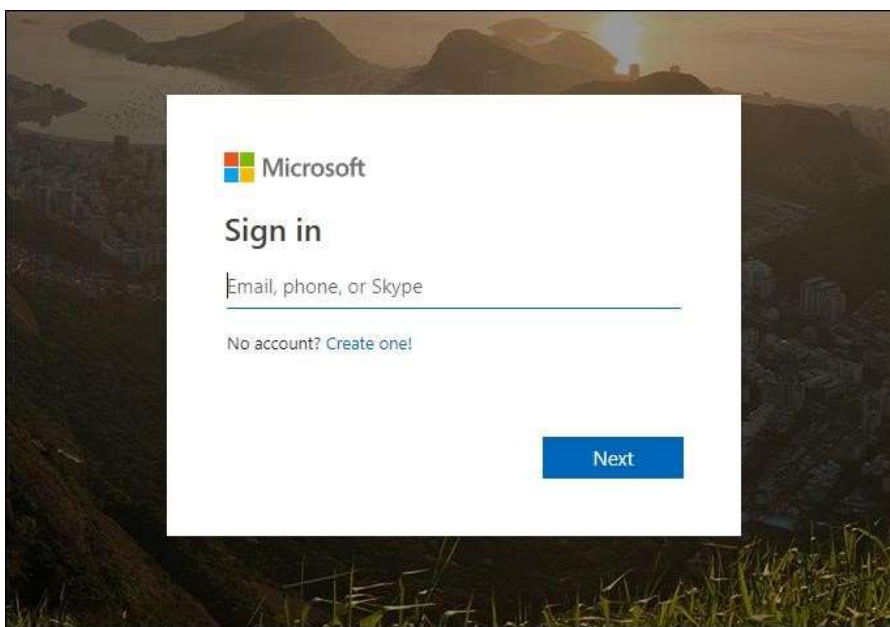 Microsoft
Sign in
Email, phone, or Skype
No account? Create one!
Next